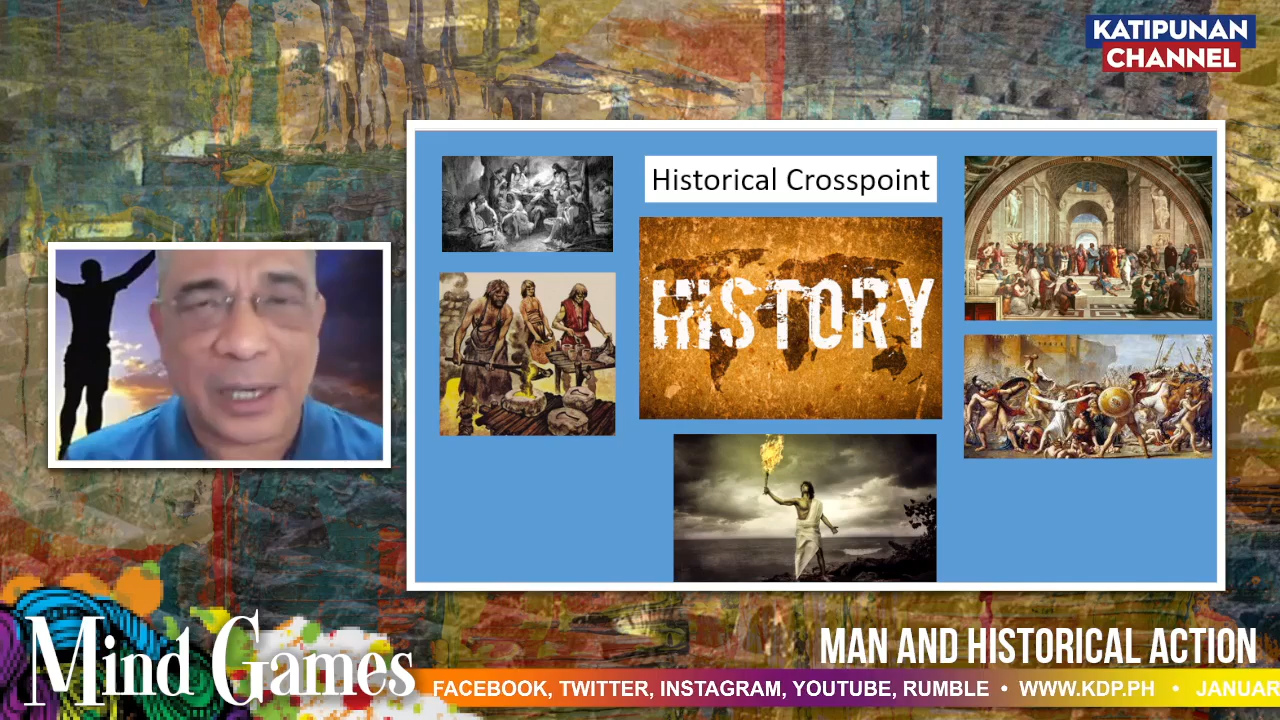 KATIPUNAN
CHANNEL
Historical Crosspoint
HISTORY
Mind Games
MAN AND HISTORICAL ACTION
FACEBOOK, TWITTER, INSTAGRAM, YOUTUBE, RUMBLE • WWW.KDP.PH • JANUAR